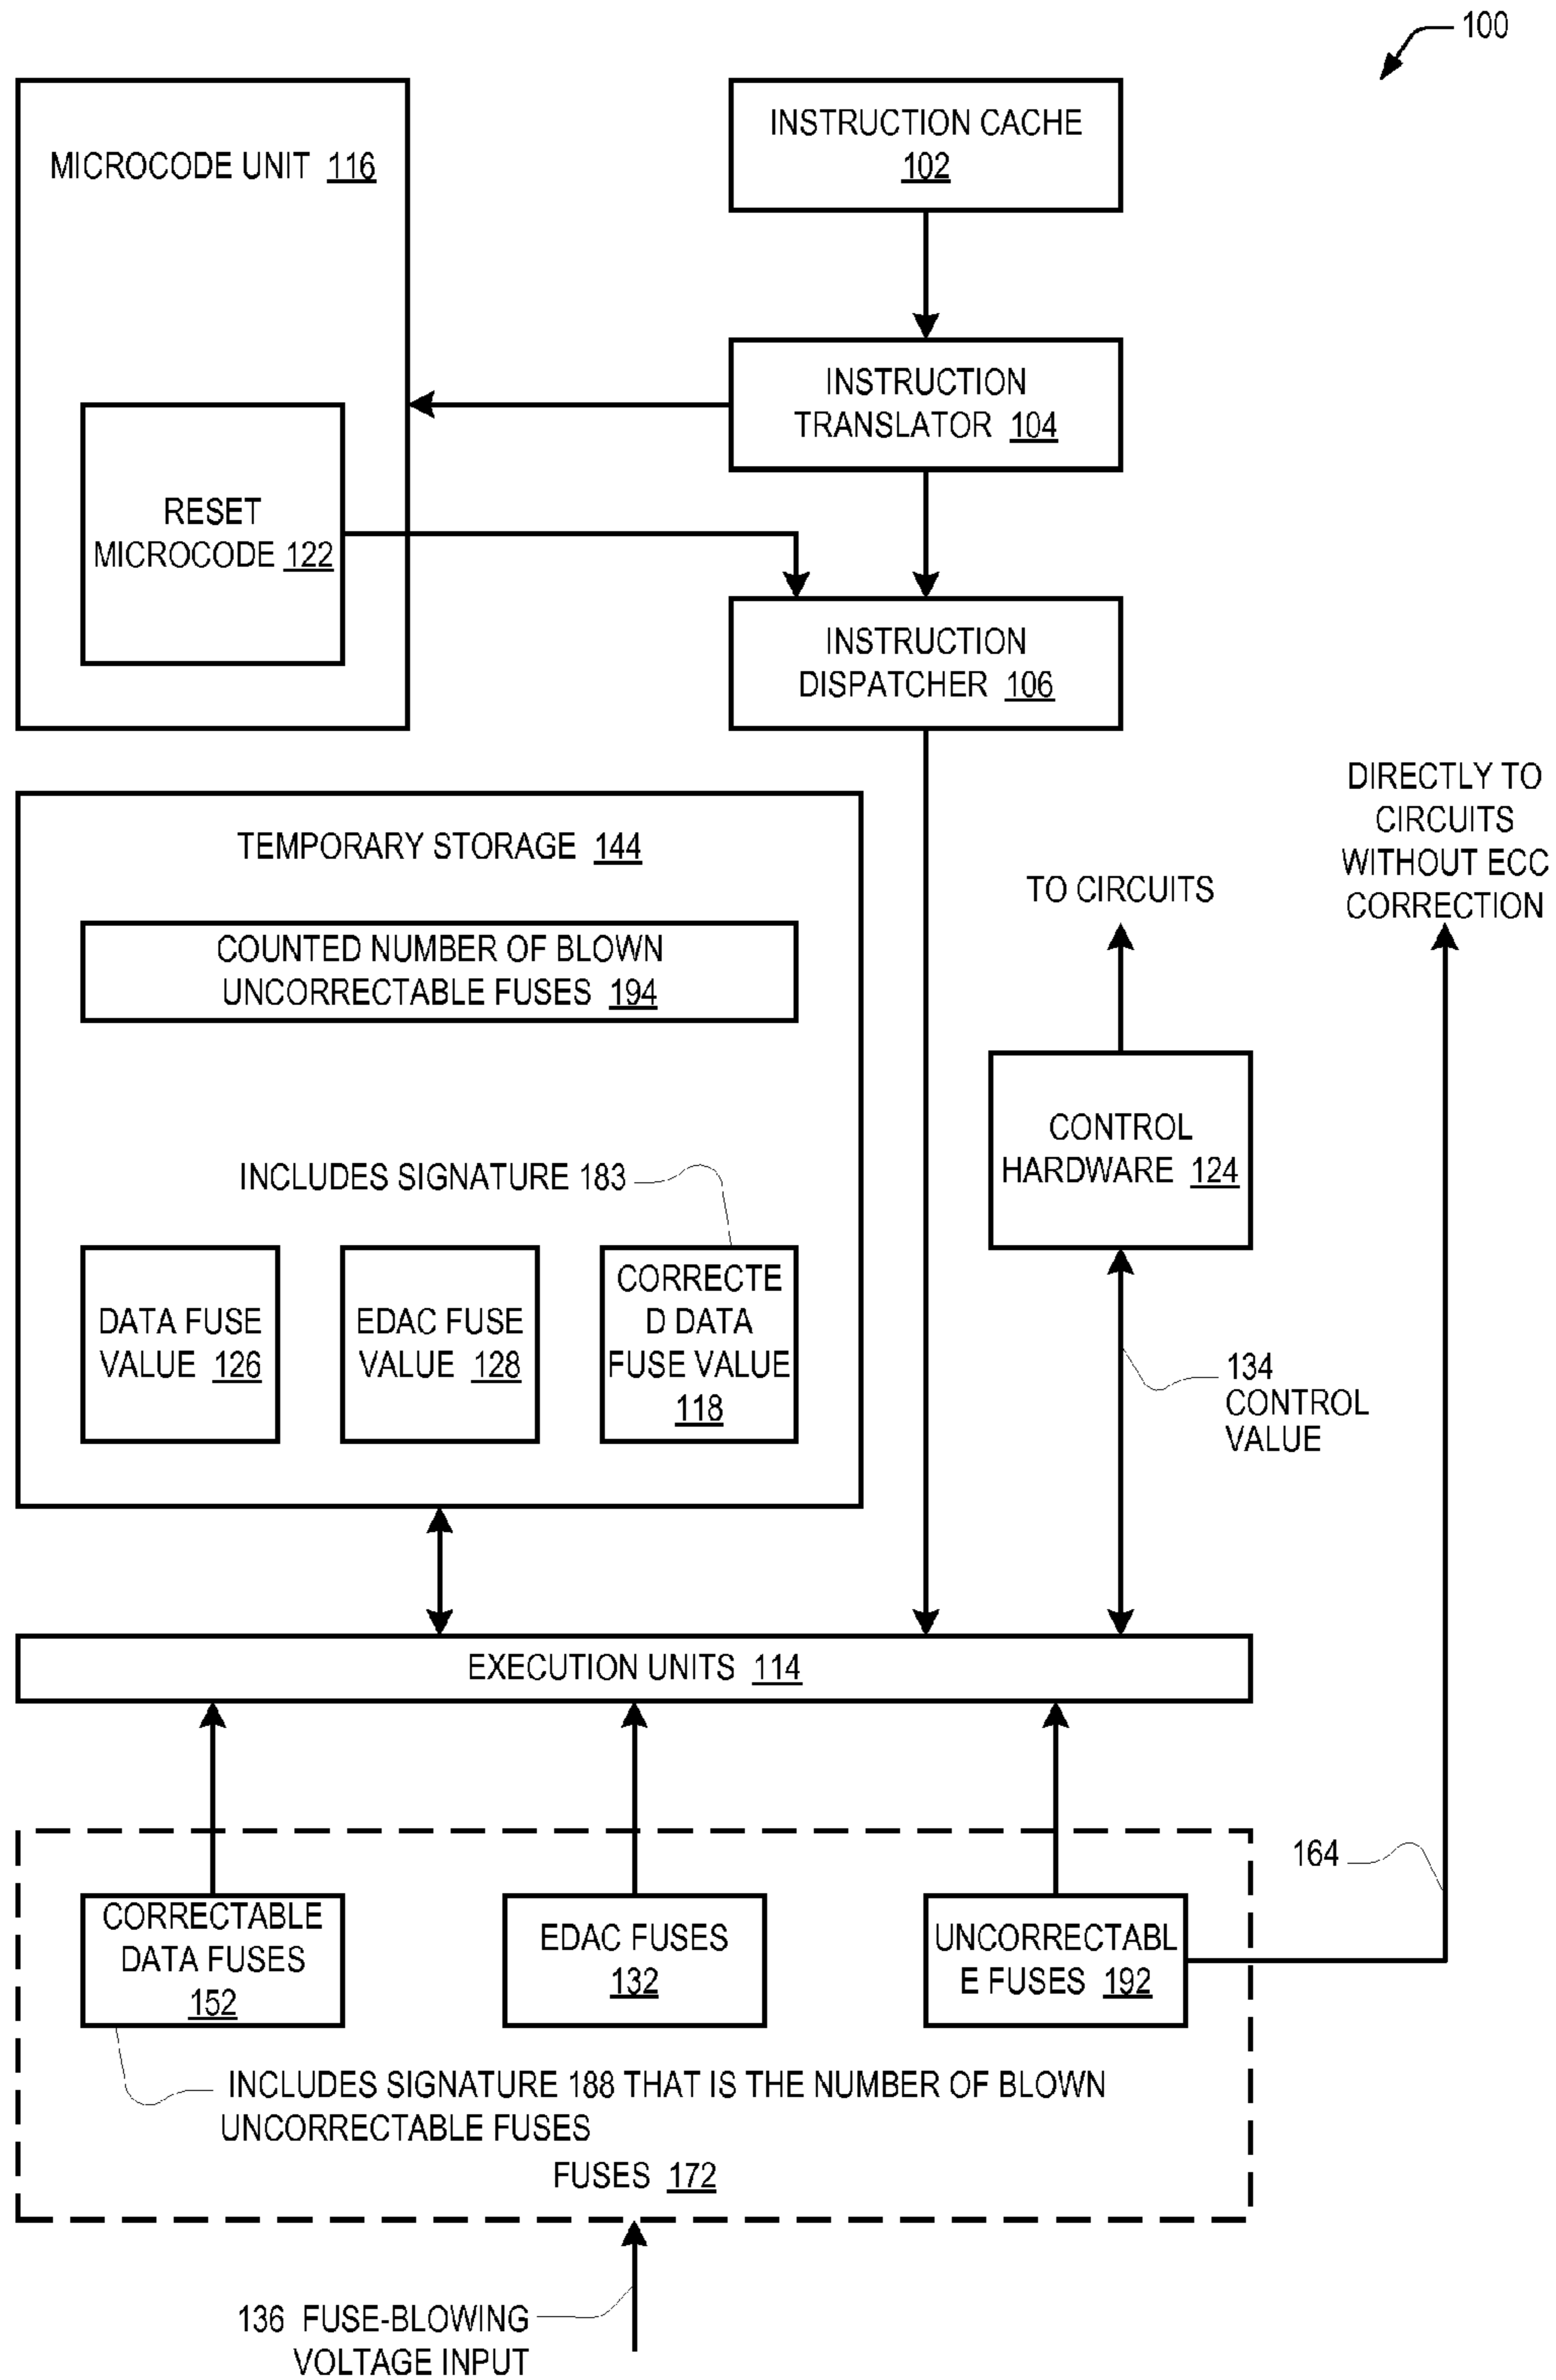 100
MICROCODE UNIT 116
INSTRUCTION CACHE
102
INSTRUCTION
TRANSLATOR 104
RESET
MICROCODE 122
INSTRUCTION
DISPATCHER 106
DIRECTLY TO
CIRCUITS
WITHOUT ECC
CORRECTION
TEMPORARY STORAGE 144
TO CIRCUITS
COUNTED NUMBER OF BLOWN
UNCORRECTABLE FUSES 194
CONTROL
HARDWARE 124
INCLUDES SIGNATURE 183
DATA FUSE
VALUE 126
EDAC FUSE
VALUE 128
CORRECTE
D DATA
FUSE VALUE
118
134
CONTROL
VALUE
EXECUTION UNITS 114
164
CORRECTABLE
DATA FUSES
152
EDAC FUSES
132
UNCORRECTABL
E FUSES 192
INCLUDES SIGNATURE 188 THAT IS THE NUMBER OF BLOWN
UNCORRECTABLE FUSES
FUSES 172
136 FUSE-BLOWING
VOLTAGE INPUT